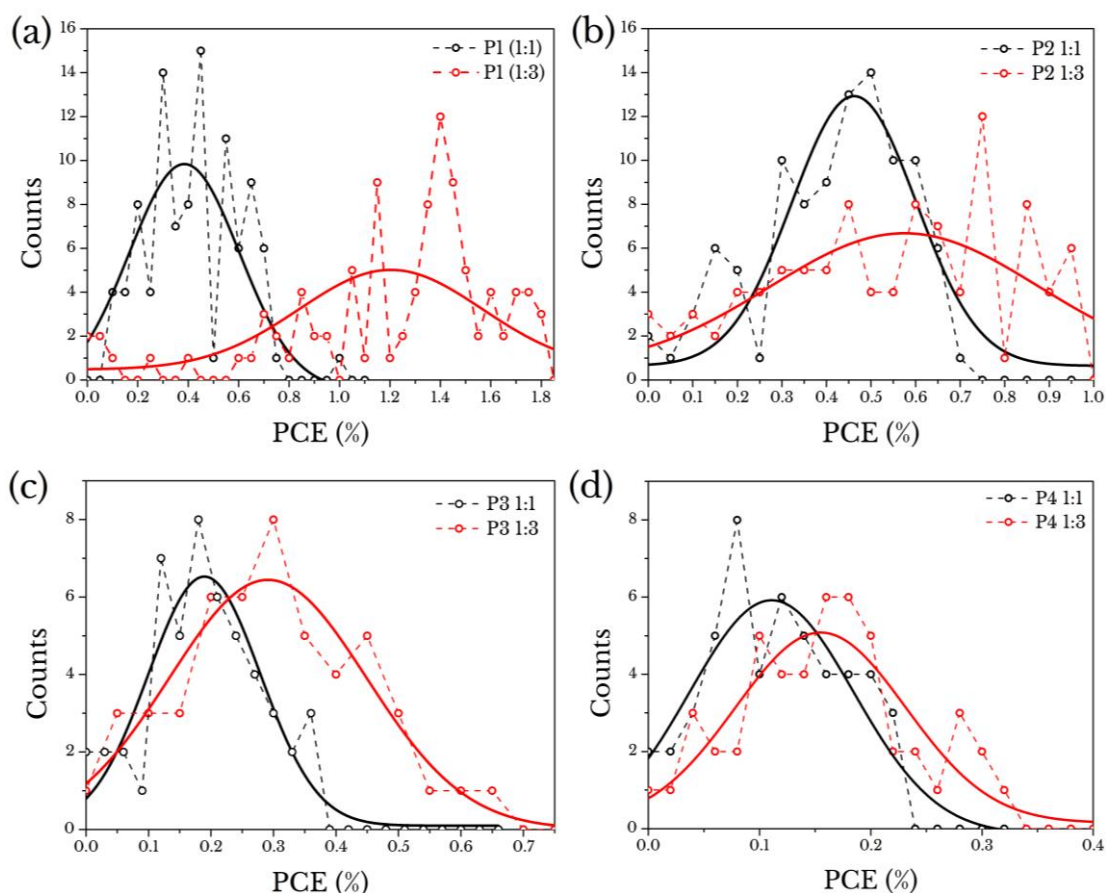 (a)
16
14
12
10
8
6
4
2
0
Counts
P1 (1:1)
P1 (1:3)
0.0 0.2 0.4 0.6 0.8 1.0 1.2 1.4 1.6 1.8
PCE (%)
(b)
16
14
12
10
8
6
4
2
0
Counts
P2 1:1
P2 1:3
0.0 0.1 0.2 0.3 0.4 0.5 0.6 0.7 0.8 0.9 1.0
PCE (%)
(c)
8
6
4
2
0
Counts
P3 1:1
P3 1:3
0.0 0.1 0.2 0.3 0.4 0.5 0.6 0.7
PCE (%)
(d)
8
6
4
2
0
Counts
P4 1:1
P4 1:3
0.0 0.1 0.2 0.3 0.4
PCE (%)